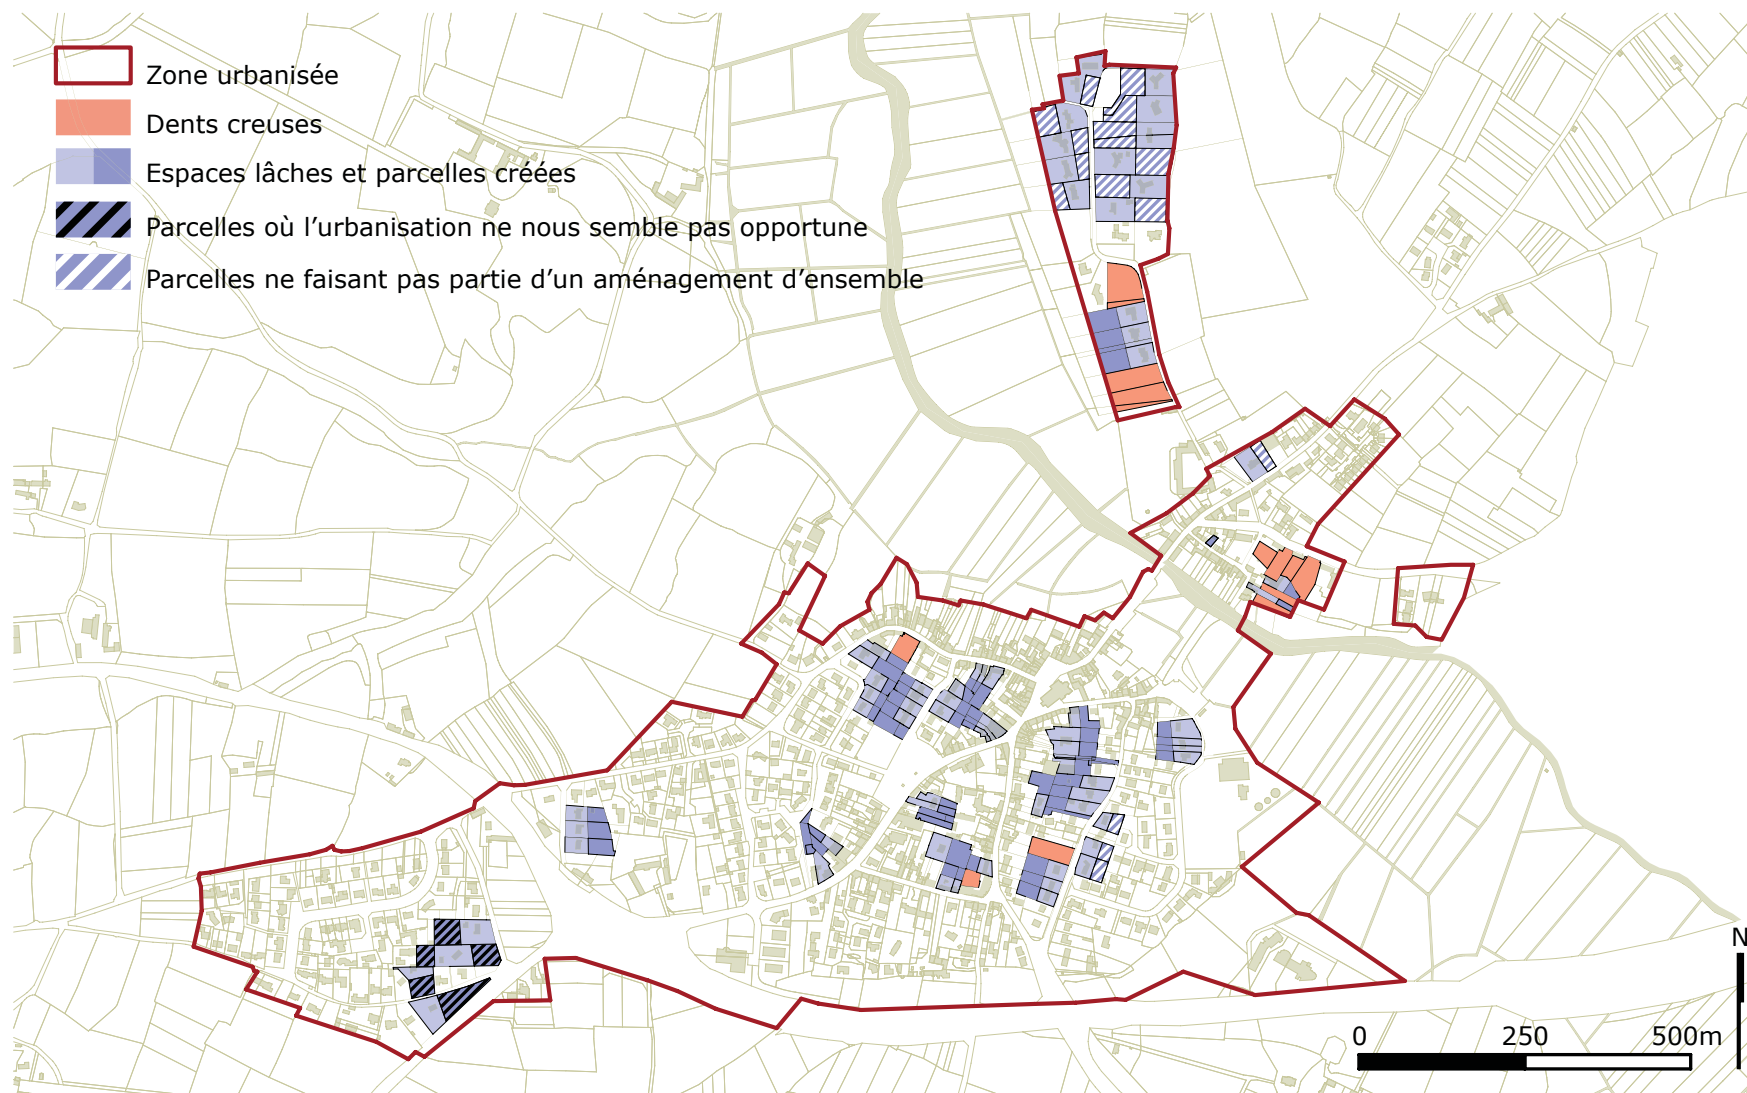 Zone urbanisée
Dents creuses
Espaces lâches et parcelles créées
Parcelles où l’urbanisation ne nous semble pas opportune
Parcelles ne faisant pas partie d’un aménagement d’ensemble
N
0 250 500m